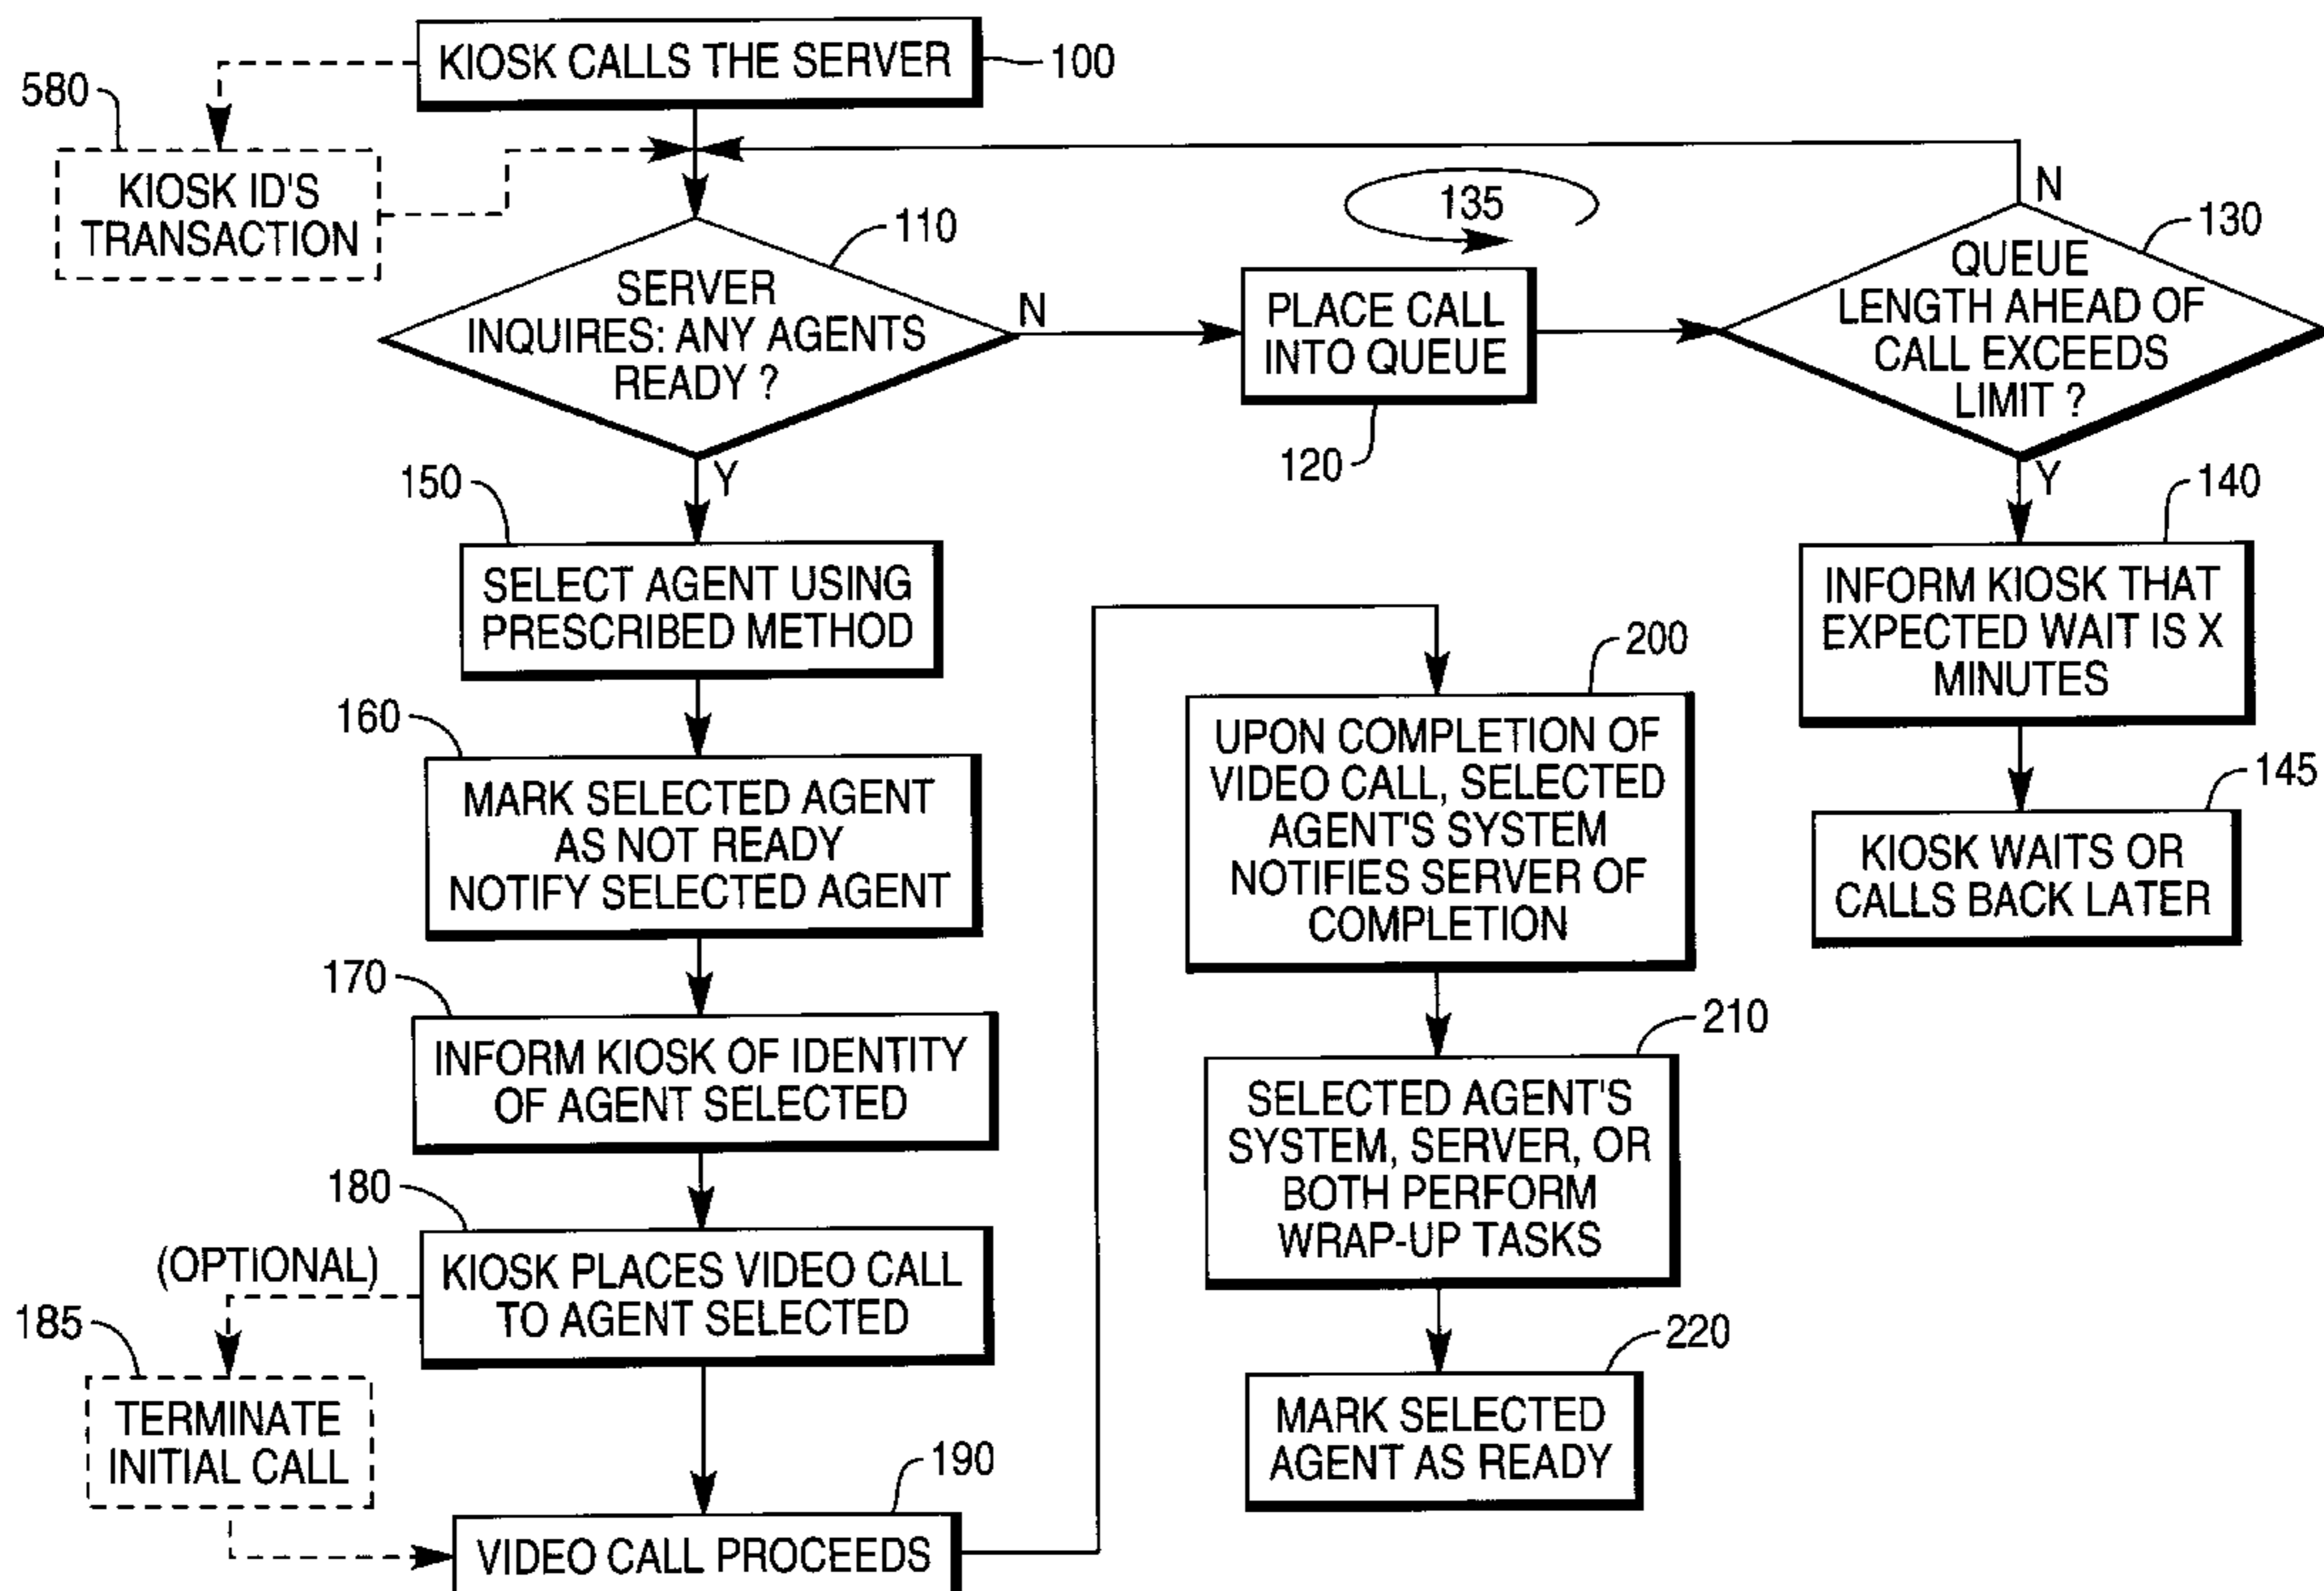 KIOSK CALLS THE SERVER
100
580
KIOSK ID'S
TRANSACTION
110
SERVER
INQUIRES: ANY AGENTS
READY ?
N
Y
135
PLACE CALL
INTO QUEUE
120
N
130
QUEUE
LENGTH AHEAD OF
CALL EXCEEDS
LIMIT ?
Y
140
INFORM KIOSK THAT
EXPECTED WAIT IS X
MINUTES
145
KIOSK WAITS OR
CALLS BACK LATER
150
SELECT AGENT USING
PRESCRIBED METHOD
160
MARK SELECTED AGENT
AS NOT READY
NOTIFY SELECTED AGENT
170
INFORM KIOSK OF IDENTITY
OF AGENT SELECTED
180
KIOSK PLACES VIDEO CALL
TO AGENT SELECTED
(OPTIONAL)
185
TERMINATE
INITIAL CALL
190
VIDEO CALL PROCEEDS
200
UPON COMPLETION OF
VIDEO CALL, SELECTED
AGENT'S SYSTEM
NOTIFIES SERVER OF
COMPLETION
210
SELECTED AGENT'S
SYSTEM, SERVER, OR
BOTH PERFORM
WRAP-UP TASKS
220
MARK SELECTED
AGENT AS READY